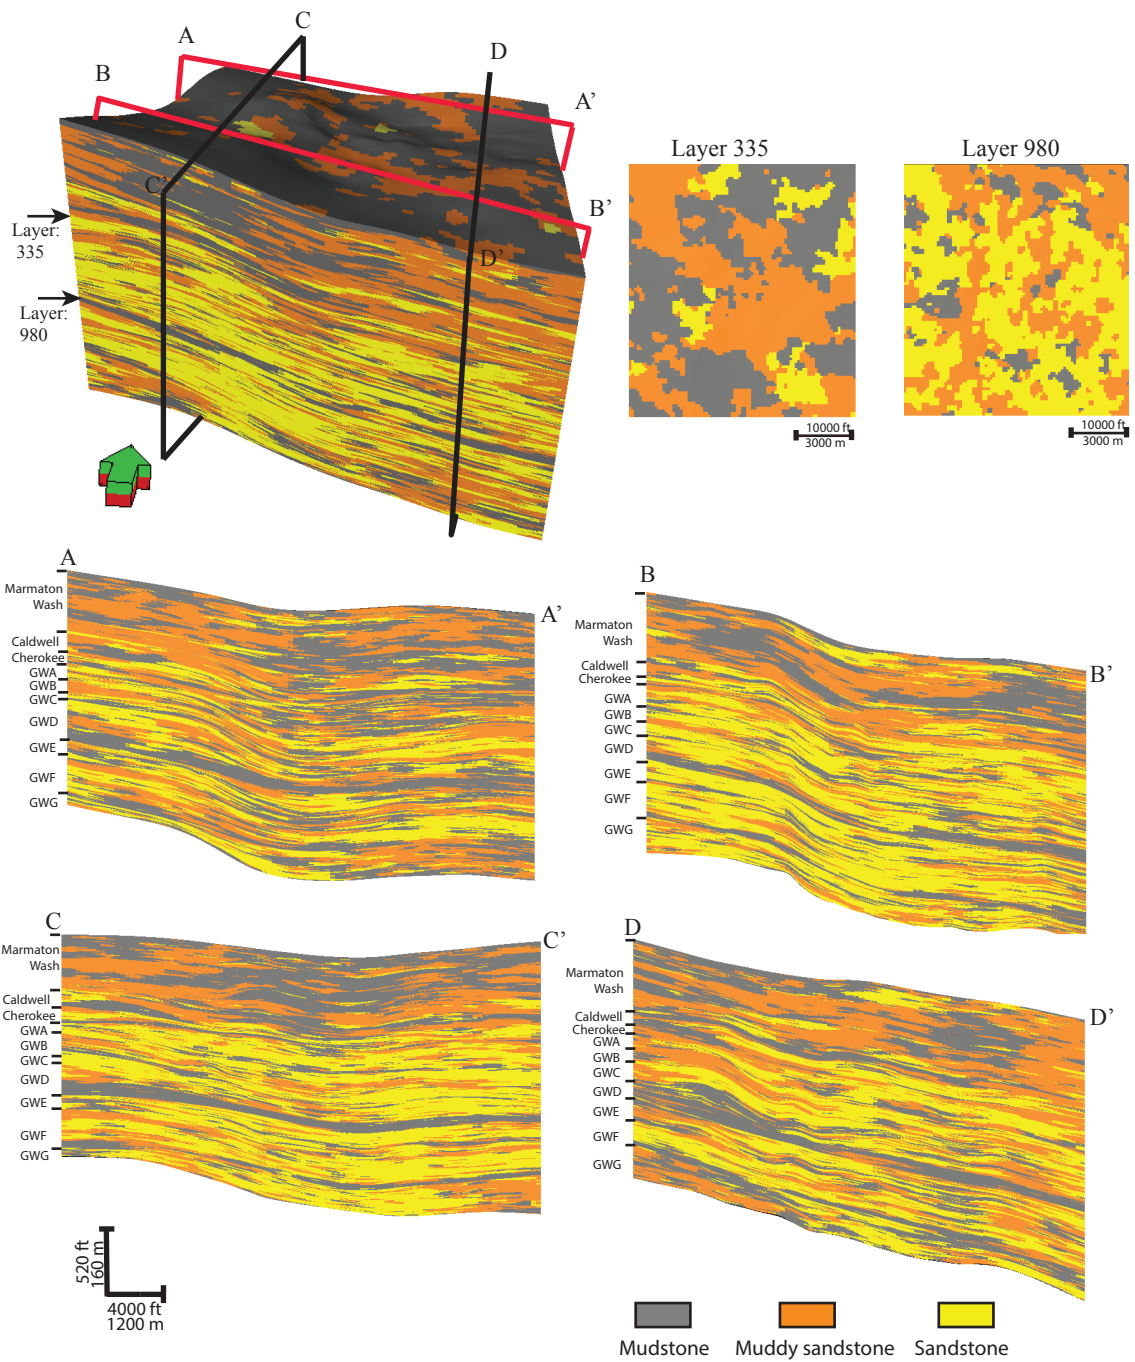 C
A
D
B
A'
C'
B'
D'
Layer:
335
Layer:
980
Layer 335
Layer 980
10000 ft
3000 m
10000 ft
3000 m
A
Marmaton
Wash
Caldwell
Cherokee
GWA
GWB
GWC
GWD
GWE
GWF
GWG
A'
B
Marmaton
Wash
Caldwell
Cherokee
GWA
GWB
GWC
GWD
GWE
GWF
GWG
B'
C
Marmaton
Wash
Caldwell
Cherokee
GWA
GWB
GWC
GWD
GWE
GWF
GWG
C'
D
Marmaton
Wash
Caldwell
Cherokee
GWA
GWB
GWC
GWD
GWE
GWF
GWG
D'
520 ft
160 m
4000 ft
1200 m
Mudstone
Muddy sandstone
Sandstone